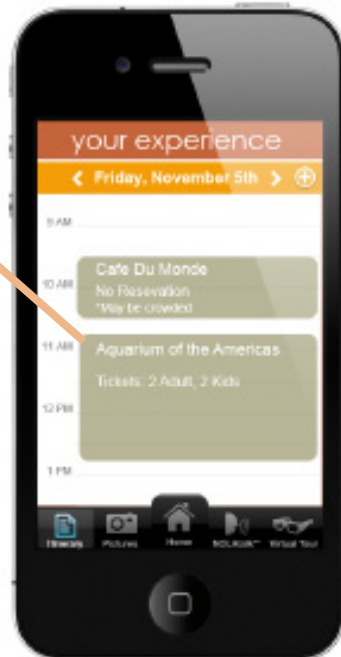 your experience
Friday, November 5th
9 AM
10 AM
Cafe Du Monde
No Resevation
*May be crowded
11 AM
Aquarium of the Americas
Tickets: 2 Adult, 2 Kids
12 PM
1 PM
Itinerary
Pictures
Home
Virtual Tour